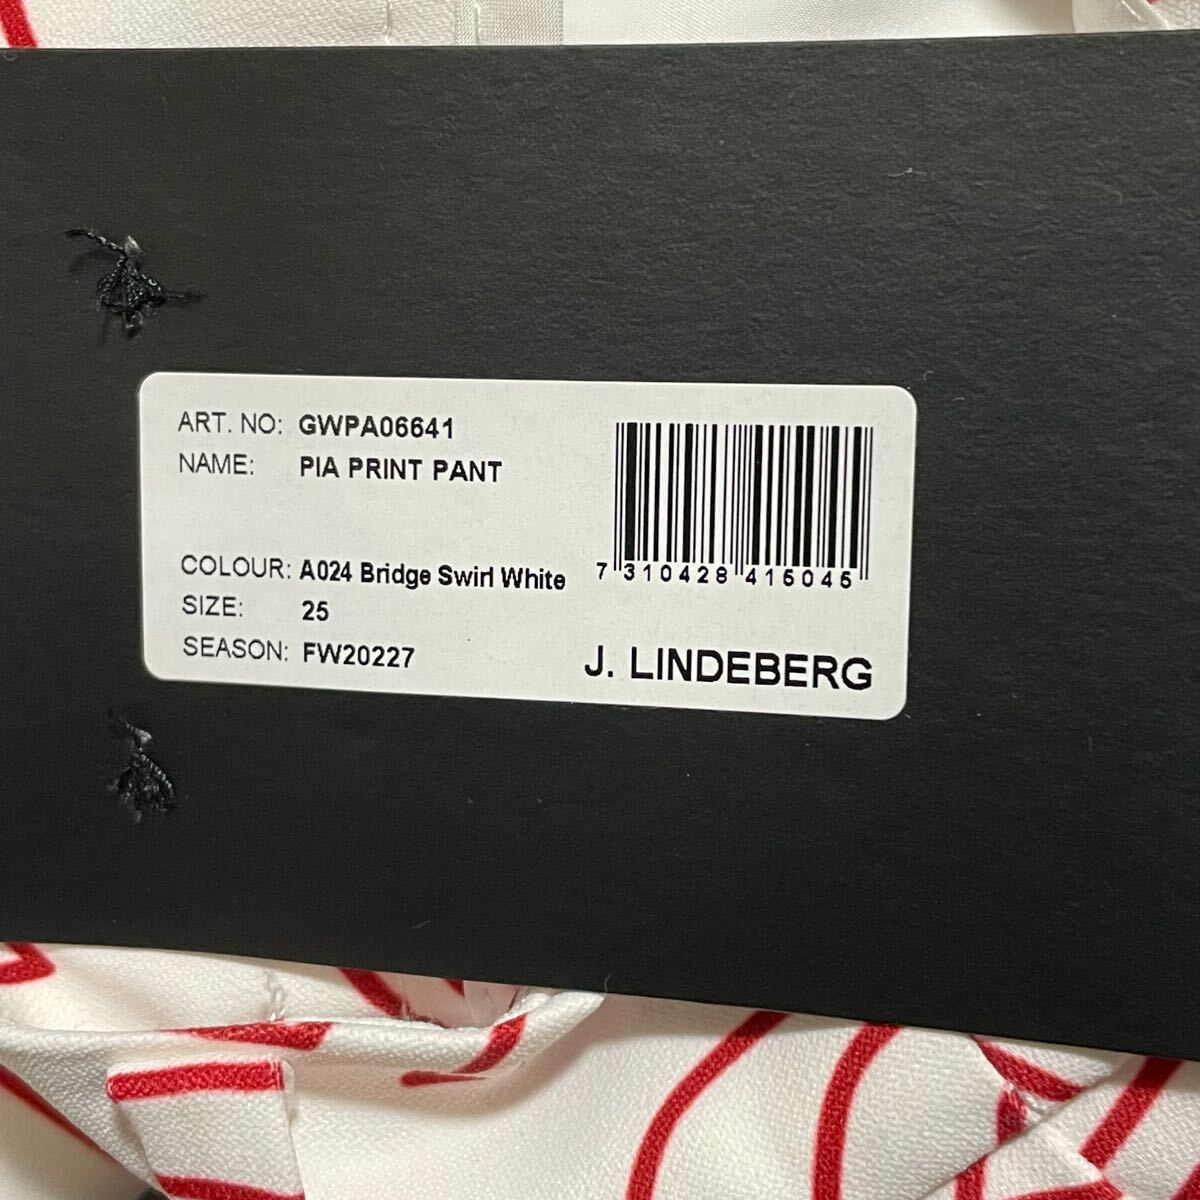 ART. NO: GWPA06641
NAME: PIA PRINT PANT
COLOUR: A024 Bridge Swirl White
SIZE: 25
SEASON: FW20227
7 310428 415045
J. LINDEBERG